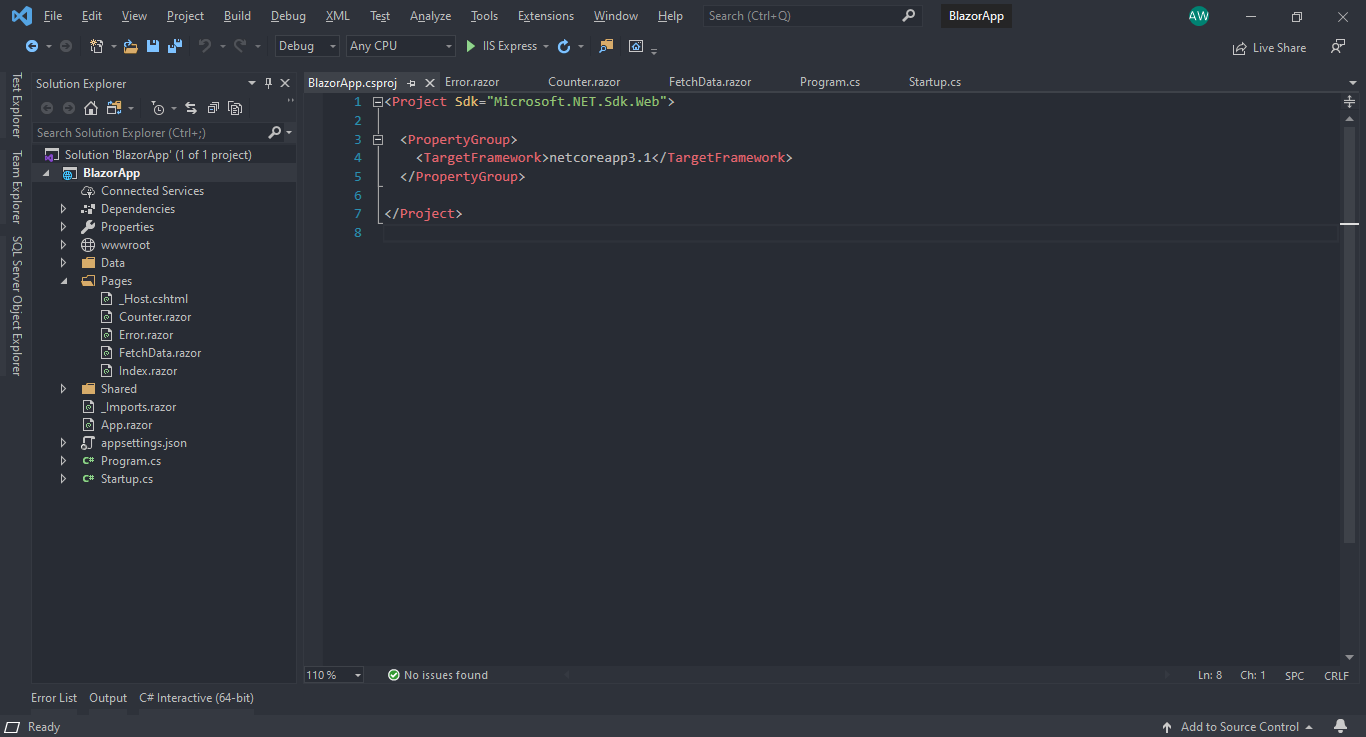 File Edit View Project Build Debug XML Test Analyze Tools Extensions Window Help Search (Ctrl+Q) BlazorApp AW
Debug Any CPU IIS Express Live Share
Test Explorer
Team Explorer
SQL Server Object Explorer
Solution Explorer
Search Solution Explorer (Ctrl+;)
Solution 'BlazorApp' (1 of 1 project)
BlazorApp
Connected Services
Dependencies
Properties
wwwroot
Data
Pages
_Host.cshtml
Counter.razor
Error.razor
FetchData.razor
Index.razor
Shared
_Imports.razor
App.razor
appsettings.json
C# Program.cs
C# Startup.cs
BlazorApp.csproj Error.razor Counter.razor FetchData.razor Program.cs Startup.cs
1 <Project Sdk="Microsoft.NET.Sdk.Web">
2
3 <PropertyGroup>
4 <TargetFramework>netcoreapp3.1</TargetFramework>
5 </PropertyGroup>
6
7 </Project>
8
110 % No issues found Ln: 8 Ch: 1 SPC CRLF
Error List Output C# Interactive (64-bit)
Ready Add to Source Control